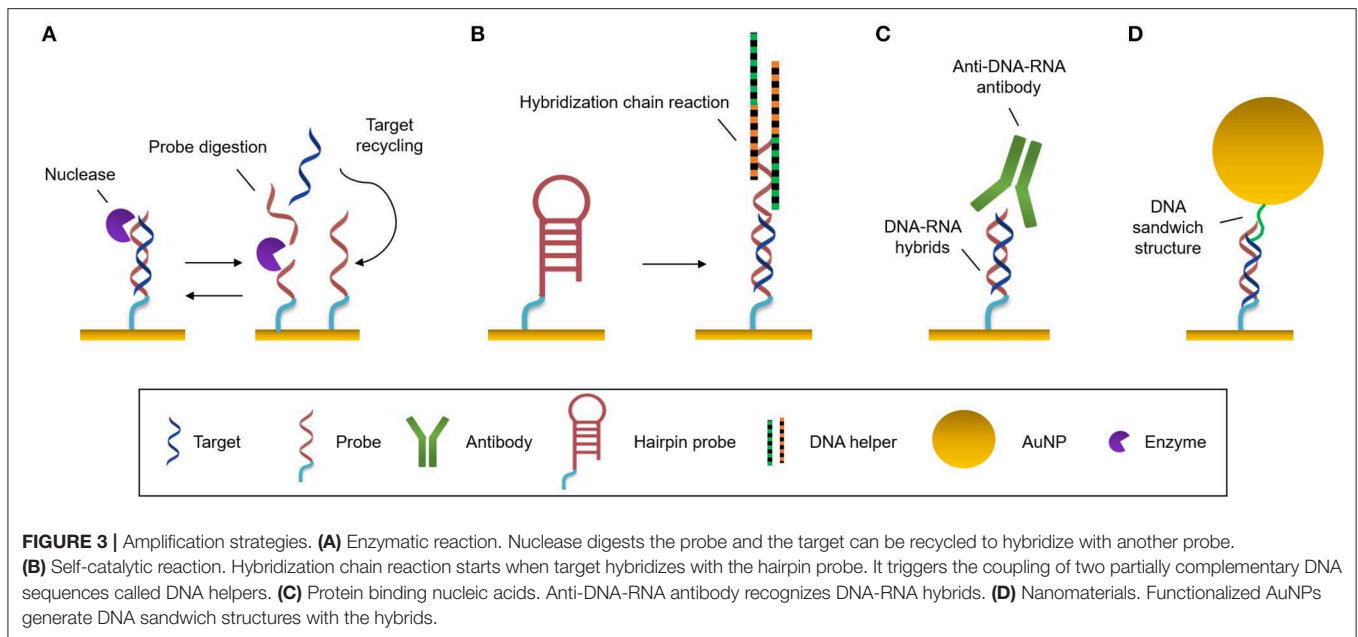 A
B
C
D
Nuclease
Probe digestion
Target
recycling
Hybridization chain reaction
Anti-DNA-RNA
antibody
DNA-RNA
hybrids
DNA
sandwich
structure
Target
Probe
Antibody
Hairpin probe
DNA helper
AuNP
Enzyme
FIGURE 3 | Amplification strategies. (A) Enzymatic reaction. Nuclease digests the probe and the target can be recycled to hybridize with another probe.
(B) Self-catalytic reaction. Hybridization chain reaction starts when target hybridizes with the hairpin probe. It triggers the coupling of two partially complementary DNA
sequences called DNA helpers. (C) Protein binding nucleic acids. Anti-DNA-RNA antibody recognizes DNA-RNA hybrids. (D) Nanomaterials. Functionalized AuNPs
generate DNA sandwich structures with the hybrids.